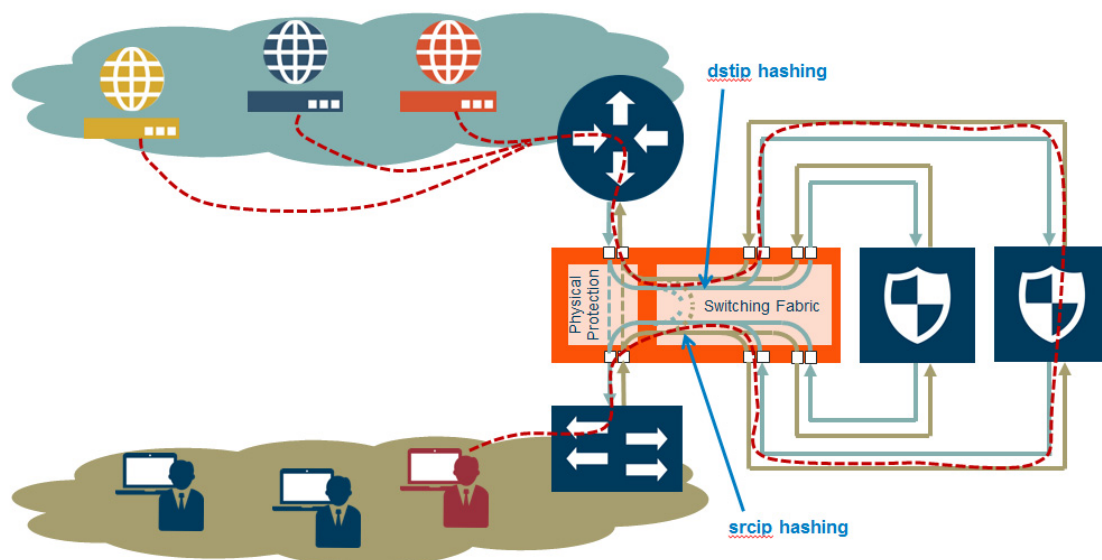 dstip hashing
Physical
Protection
Switching Fabric
srcip hashing